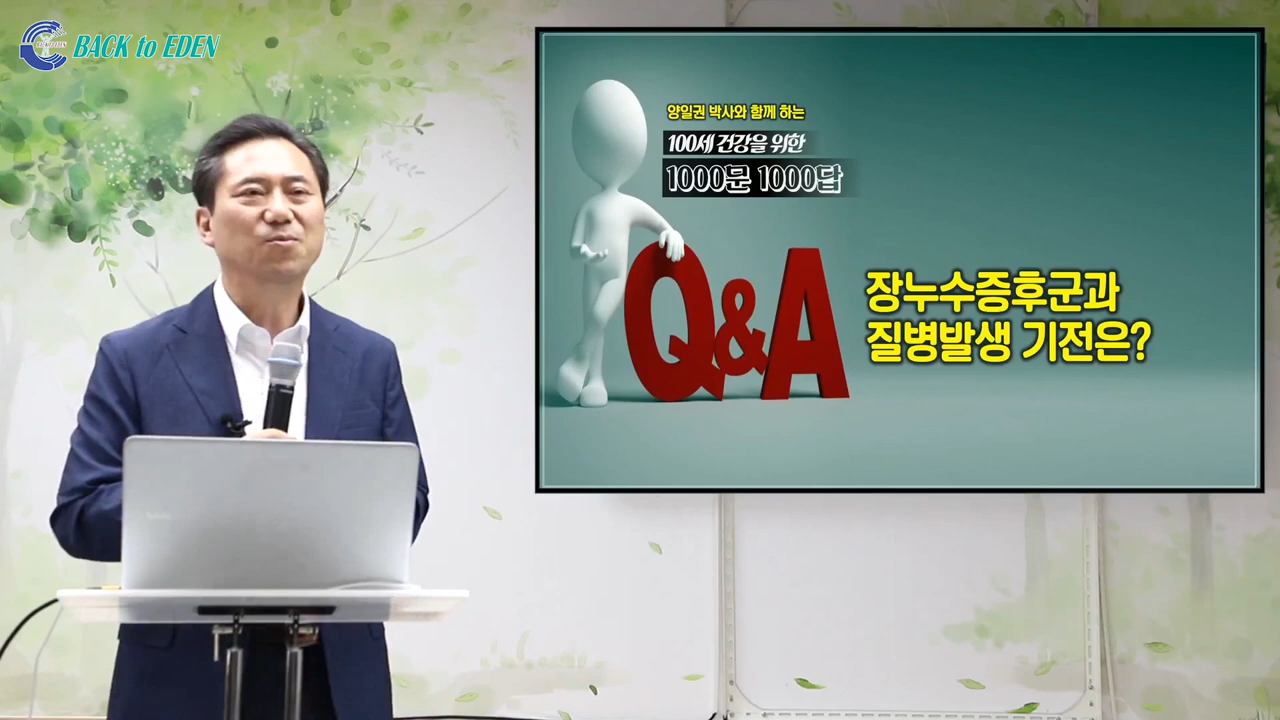 BACK to EDEN
양일권 박사와 함께 하는
100세 건강을 위한
1000문 1000답
Q&A
장누수증후군과
질병발생 기전은?